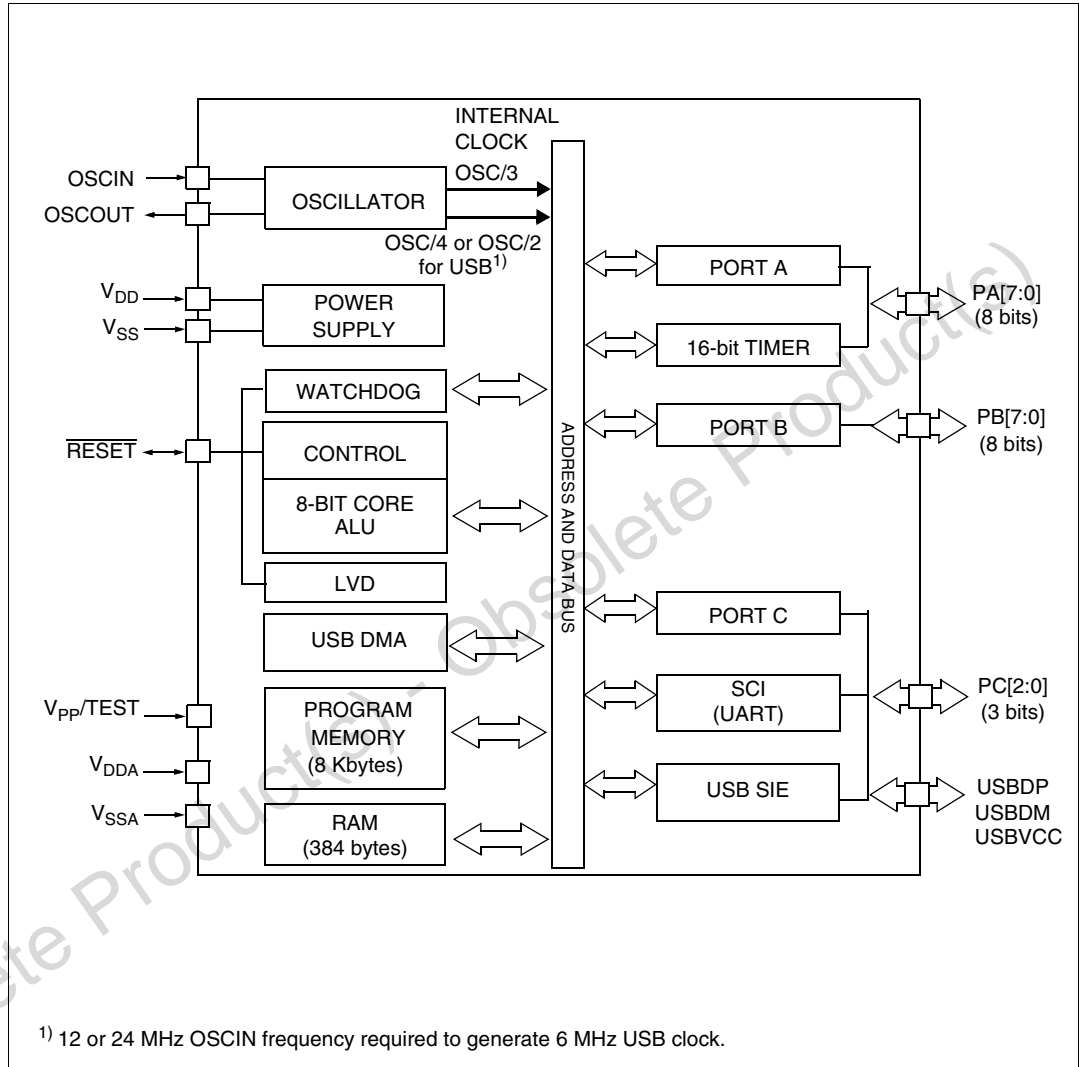 INTERNAL
CLOCK
OSC/3
OSCIN
OSCOUT
OSCILLATOR
OSC/4 or OSC/2
for USB1)
VDD
VSS
POWER
SUPPLY
WATCHDOG
RESET
CONTROL
8-BIT CORE
ALU
LVD
USB DMA
VPP/TEST
PROGRAM
MEMORY
(8 Kbytes)
VDDA
VSSA
RAM
(384 bytes)
ADDRESS AND DATA BUS
PORT A
16-bit TIMER
PA[7:0]
(8 bits)
PORT B
PB[7:0]
(8 bits)
PORT C
SCI
(UART)
PC[2:0]
(3 bits)
USB SIE
USBDP
USBDM
USBVCC
1) 12 or 24 MHz OSCIN frequency required to generate 6 MHz USB clock.
ete Product(s) - Obsolete Product(s)